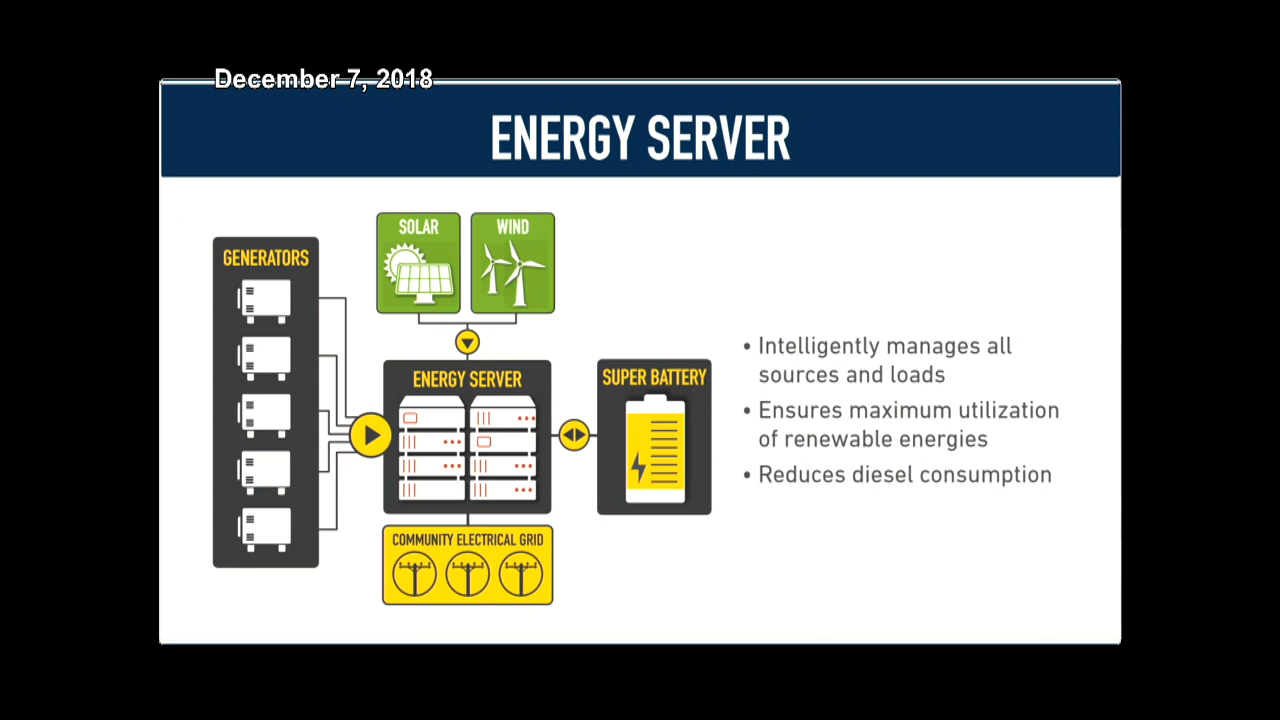 December 7, 2018
ENERGY SERVER
SOLAR
WIND
GENERATORS
ENERGY SERVER
SUPER BATTERY
COMMUNITY ELECTRICAL GRID
• Intelligently manages all
sources and loads
• Ensures maximum utilization
of renewable energies
• Reduces diesel consumption